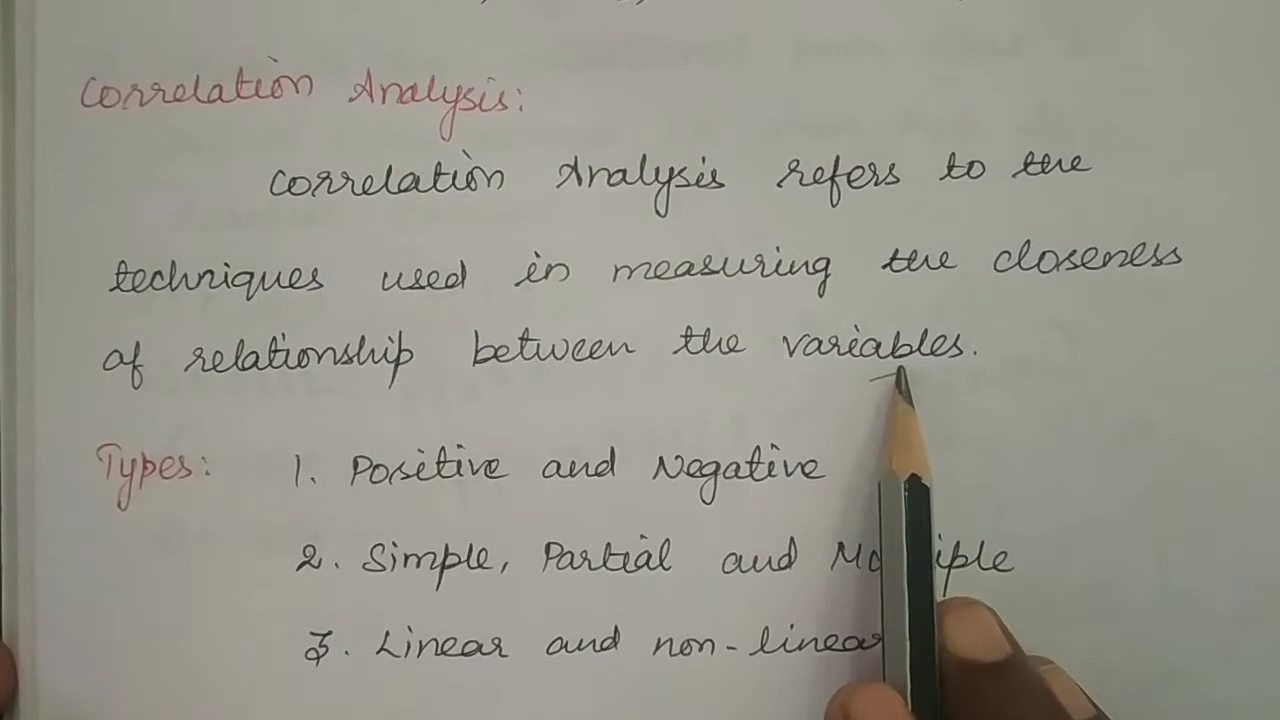 Correlation Analysis:
Correlation Analysis refers to the
techniques used in measuring the closeness
of relationship between the variables.
Types: 1. Positive and Negative
2. Simple, Partial and
3. Linear and non-linear